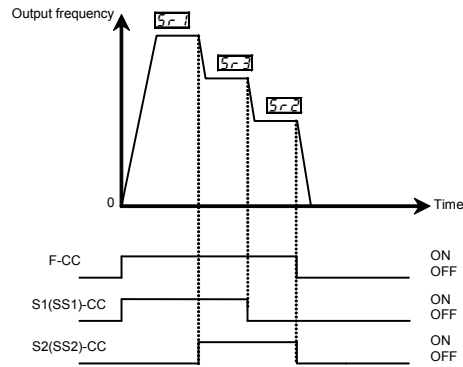 Output frequency
Sr1
Sr3
Sr2
0
Time
F-CC
ON
OFF
S1(SS1)-CC
ON
OFF
S2(SS2)-CC
ON
OFF